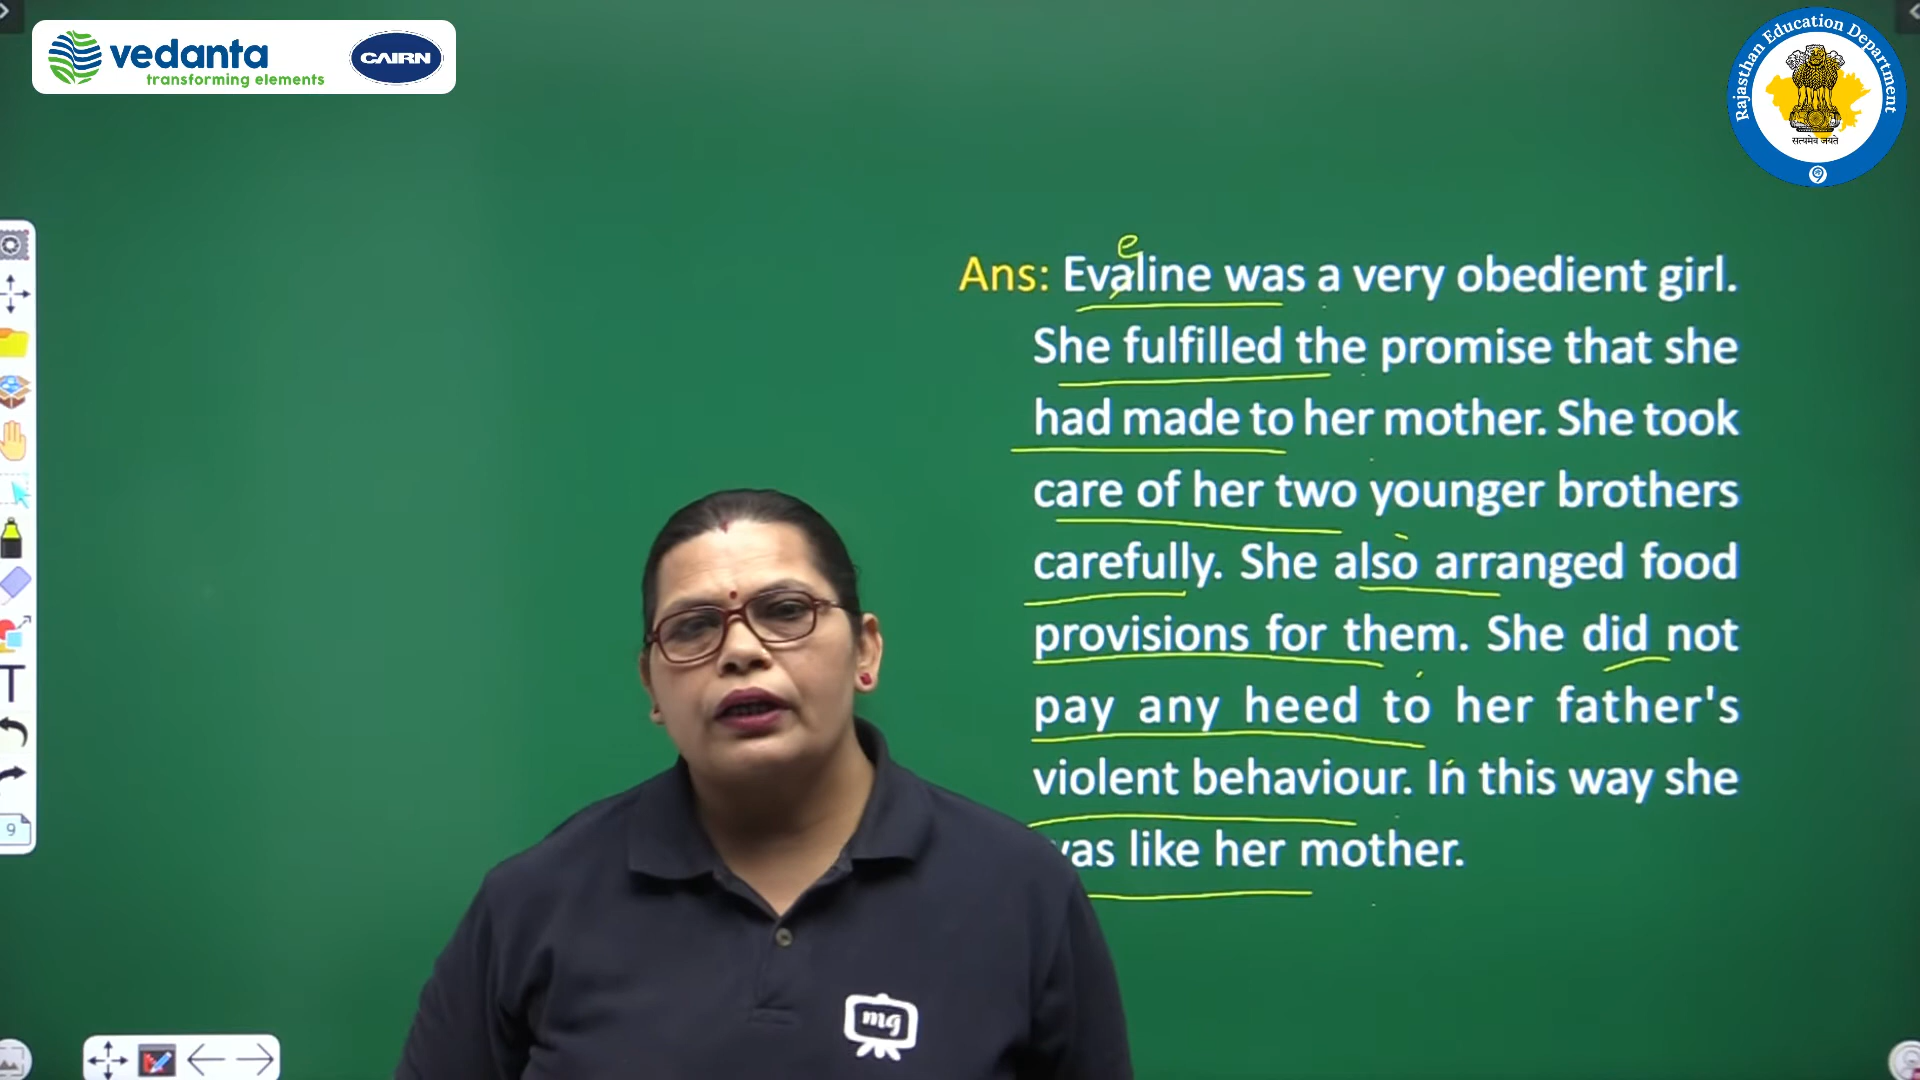 vedanta
transforming elements
CAIRN
Rajasthan Education Department
सत्यमेव जयते
e
Ans: Evaline was a very obedient girl.
She fulfilled the promise that she
had made to her mother. She took
care of her two younger brothers
carefully. She also arranged food
provisions for them. She did not
pay any heed to her father's
violent behaviour. In this way she
was like her mother.
T
9
mg